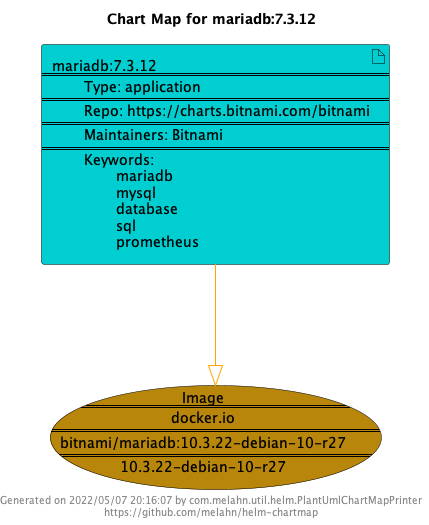 Chart Map for mariadb:7.3.12
mariadb:7.3.12
Type: application
Repo: https://charts.bitnami.com/bitnami
Maintainers: Bitnami
Keywords:
mariadb
mysql
database
sql
prometheus
Image
docker.io
bitnami/mariadb:10.3.22-debian-10-r27
10.3.22-debian-10-r27
Generated on 2022/05/07 20:16:07 by com.melahn.util.helm.PlantUmlChartMapPrinter
https://github.com/melahn/helm-chartmap